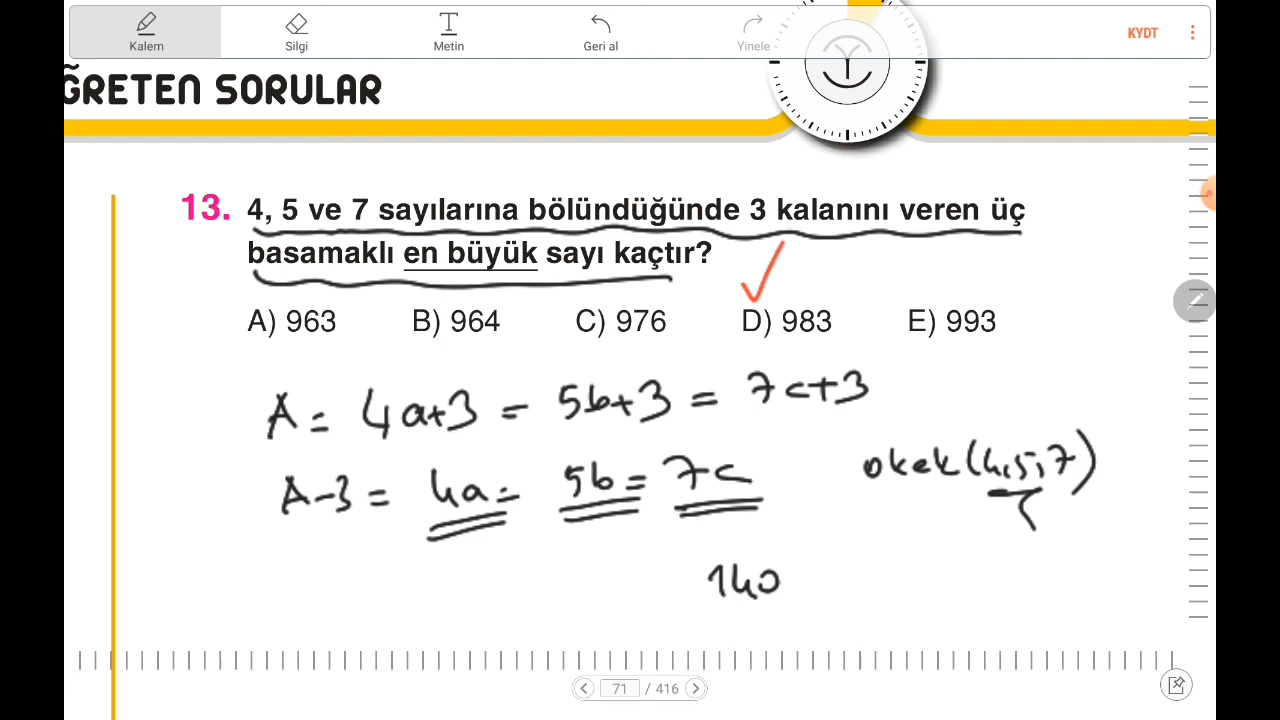 Kalem Silgi Metin Geri al Yinele KYDT
ĞRETEN SORULAR
13. 4, 5 ve 7 sayılarına bölündüğünde 3 kalanını veren üç
basamaklı en büyük sayı kaçtır?
A) 963 B) 964 C) 976 D) 983 E) 993
A = 4a+3 = 5b+3 = 7c+3
A-3 = 4a = 5b = 7c okek(4,5,7)
140
71 / 416